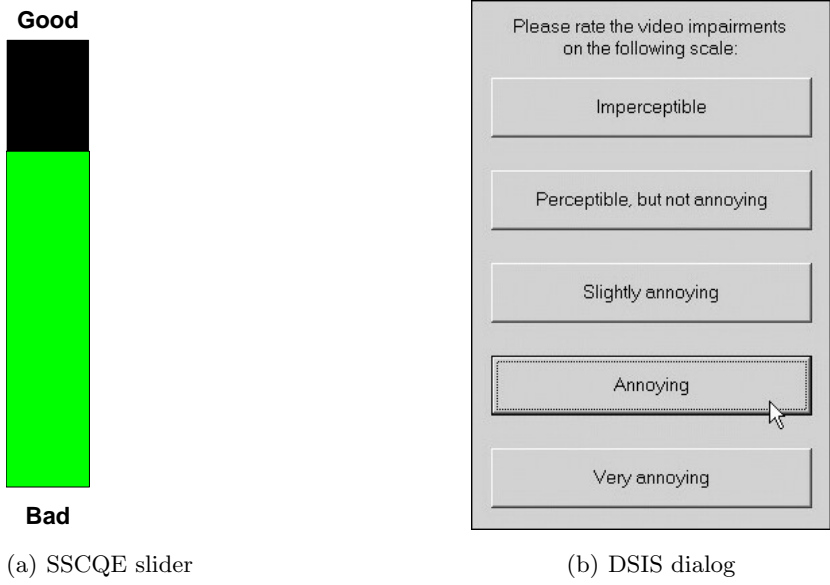 Good
Bad
(a) SSCQE slider
Please rate the video impairments
on the following scale:
Imperceptible
Perceptible, but not annoying
Slightly annoying
Annoying
Very annoying
(b) DSIS dialog